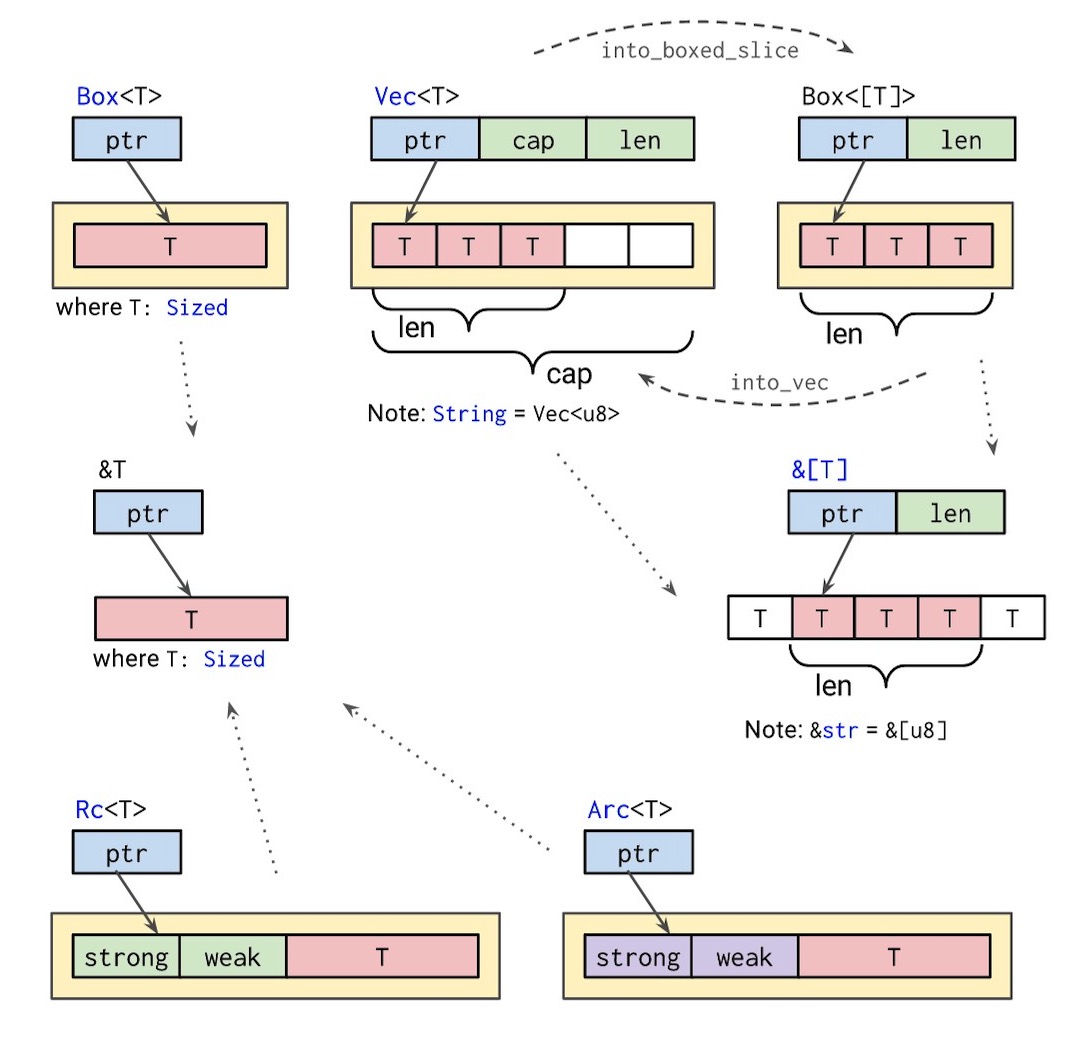 into_boxed_slice
Box<T>
Vec<T>
Box<[T]>
ptr
ptr cap len
ptr len
T
T T T
T T T
where T: Sized
len
cap
len
into_vec
Note: String = Vec<u8>
&T
&[T]
ptr
ptr len
T
T T T T T
where T: Sized
len
Note: &str = &[u8]
Rc<T>
Arc<T>
ptr
ptr
strong weak T
strong weak T